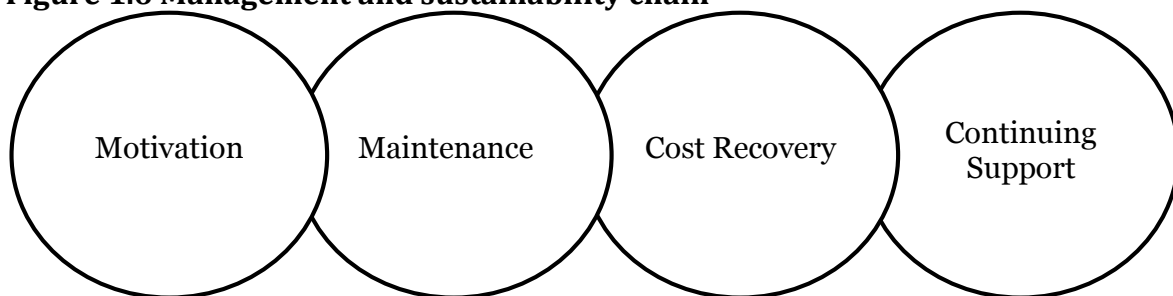 Figure 1.6 Management and sustainability chain
Motivation
Maintenance
Cost Recovery
Continuing
Support